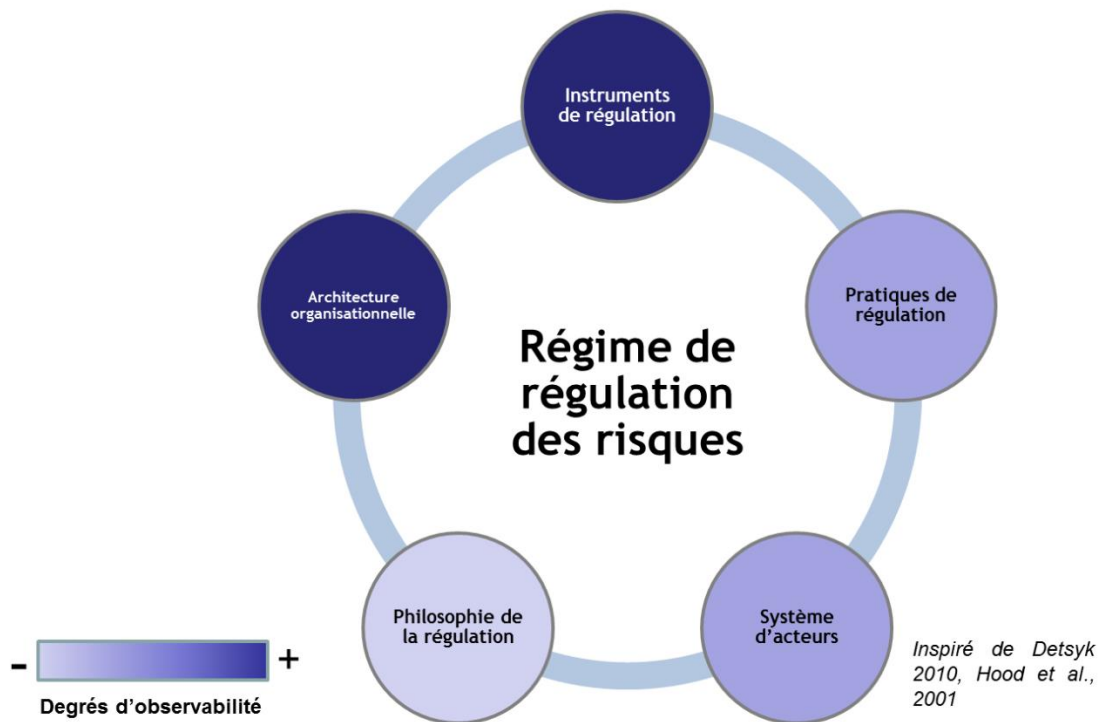 Instruments
de régulation
Architecture
organisationnelle
Pratiques de
régulation
Régime de
régulation
des risques
Philosophie de
la régulation
Système
d'acteurs
- +
Degrés d'observabilité
Inspiré de Detsyk
2010, Hood et al.,
2001